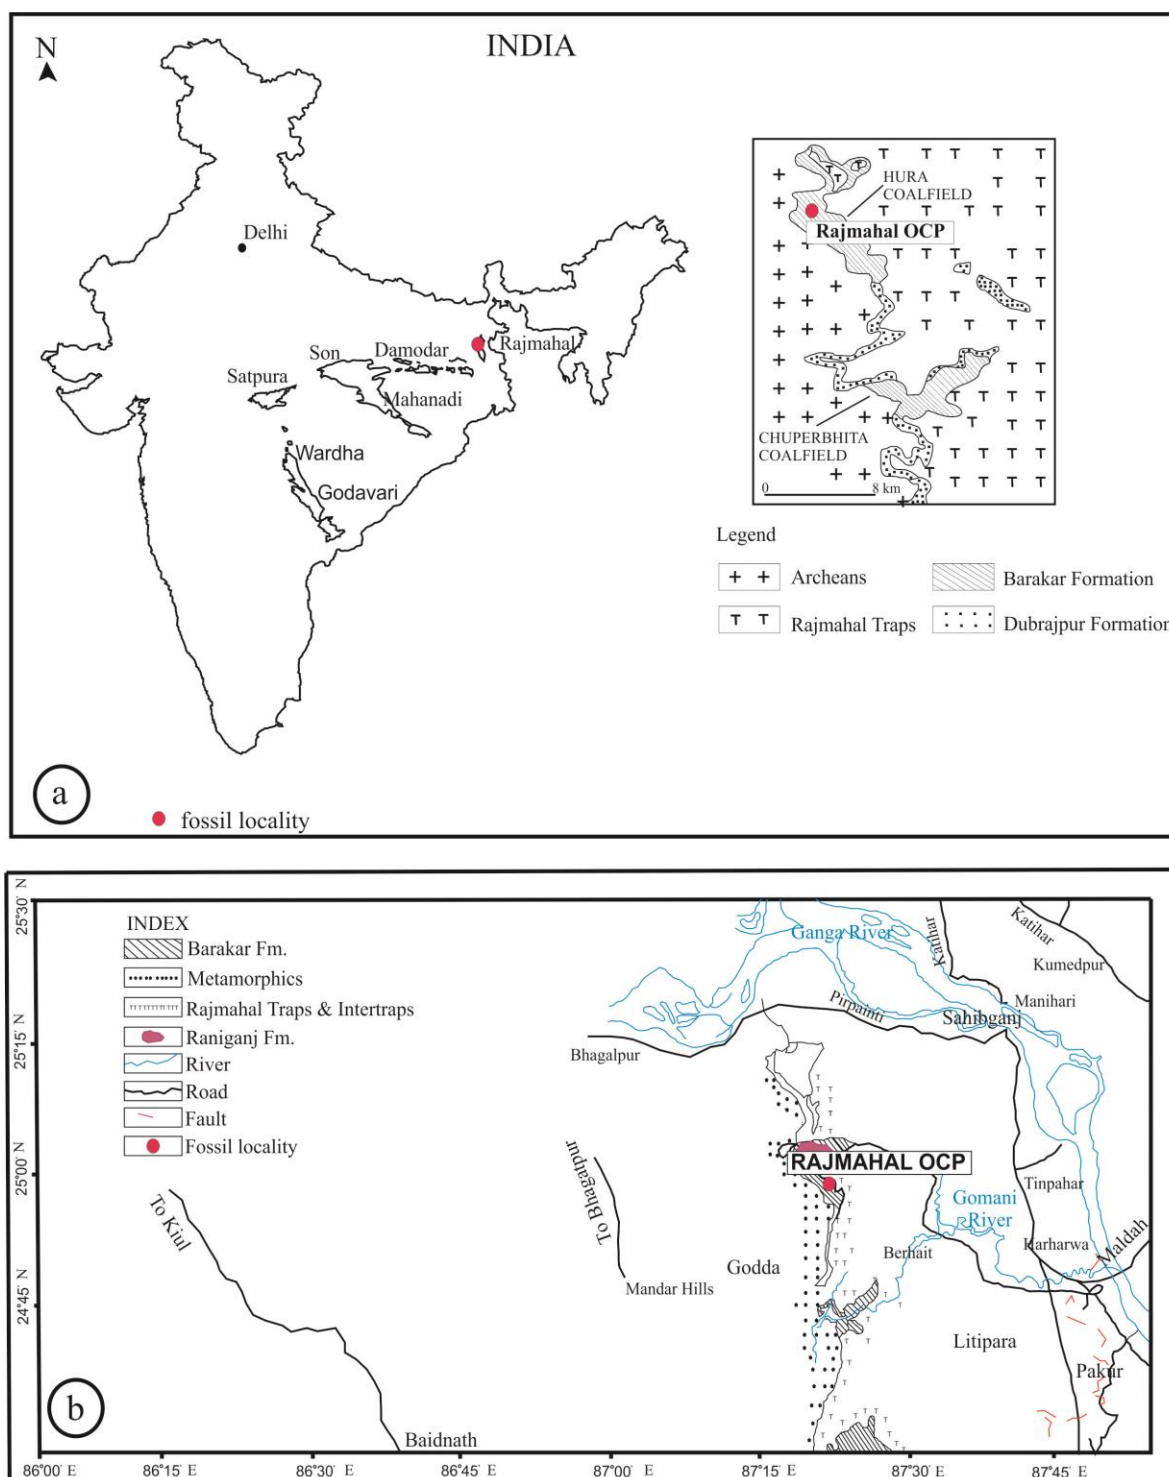 INDIA
N
Delhi
Son
Damodar
Rajmahal
Satpura
Mahanadi
Wardha
Godavari
HURA
COALFIELD
Rajmahal OCP
CHUPERBHITA
COALFIELD
0 8 km
Legend
+ + Archeans
Barakar Formation
T T Rajmahal Traps
Dubrajpur Formation
a
fossil locality
25°30' N
25°15' N
25°00' N
24°45' N
INDEX
Barakar Fm.
Metamorphics
Rajmahal Traps & Intertraps
Raniganj Fm.
River
Road
Fault
Fossil locality
Ganga River
Katihar
Katihar
Kumedpur
Manihari
Pirpainti
Sahibganj
Bhagalpur
RAJMAHAL OCP
Tinpahar
Gomani
River
To Bhagalpur
To Kiul
Godda
Berhait
Maldah
Mandar Hills
Litipara
Pakur
b
Baidnath
86°00' E
86°15' E
86°30' E
86°45' E
87°00' E
87°15' E
87°30' E
87°45' E